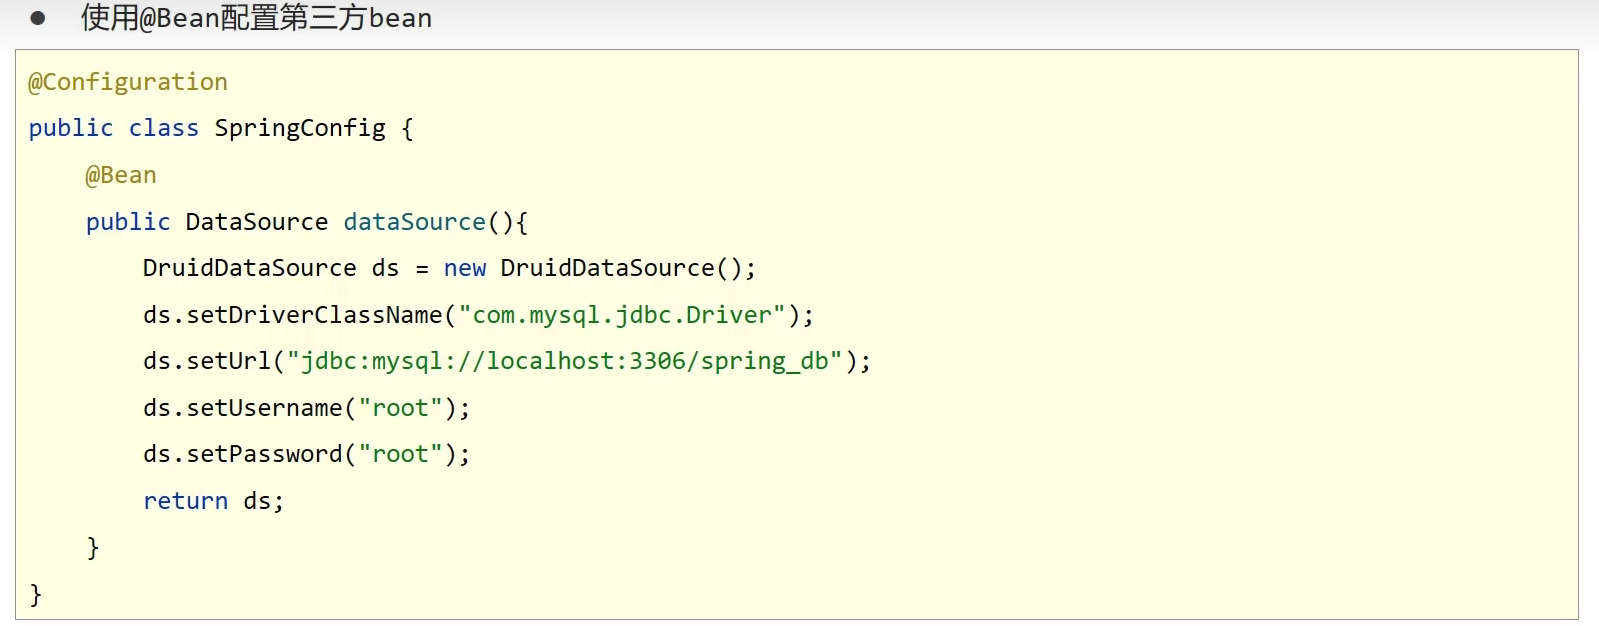 ● 使用@Bean配置第三方bean
@Configuration
public class SpringConfig {
    @Bean
    public DataSource dataSource(){
        DruidDataSource ds = new DruidDataSource();
        ds.setDriverClassName("com.mysql.jdbc.Driver");
        ds.setUrl("jdbc:mysql://localhost:3306/spring_db");
        ds.setUsername("root");
        ds.setPassword("root");
        return ds;
    }
}